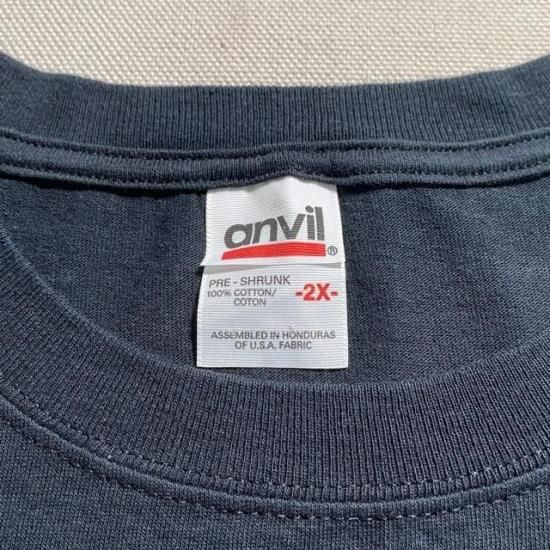 anvil®
PRE - SHRUNK
100% COTTON/
COTON
-2X-
ASSEMBLED IN HONDURAS
OF U.S.A. FABRIC